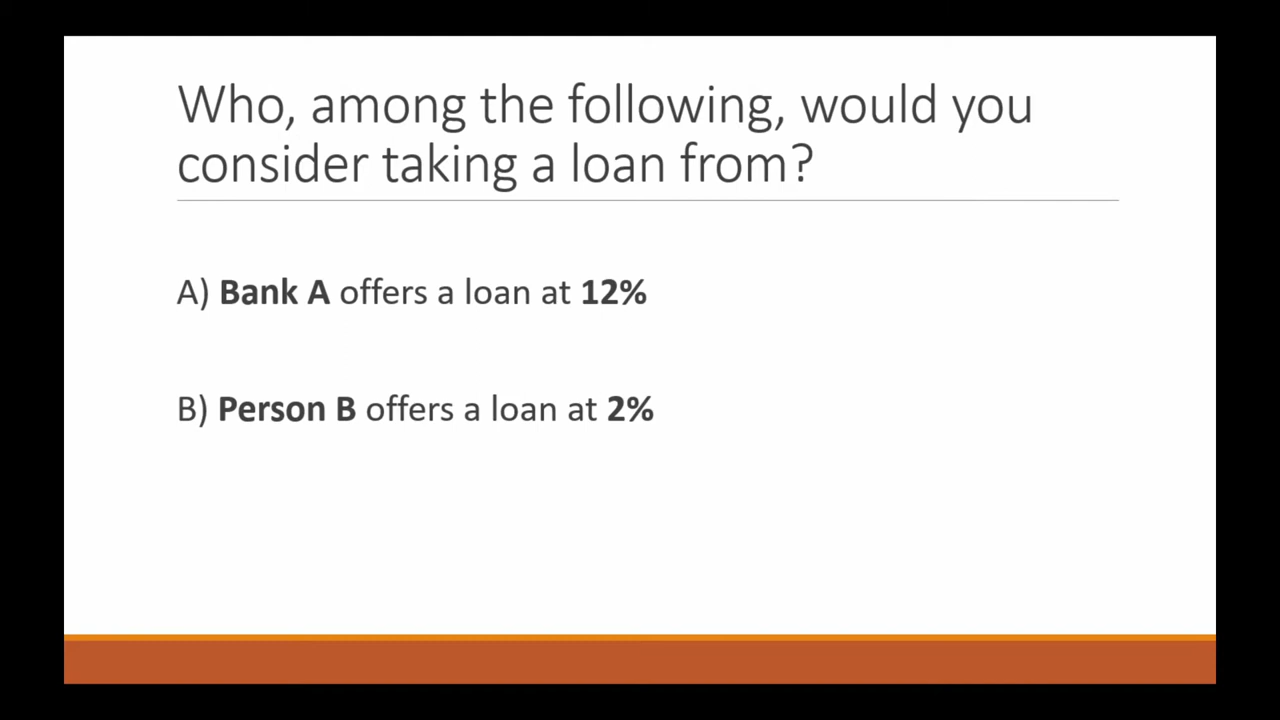 Who, among the following, would you
consider taking a loan from?
A) Bank A offers a loan at 12%
B) Person B offers a loan at 2%